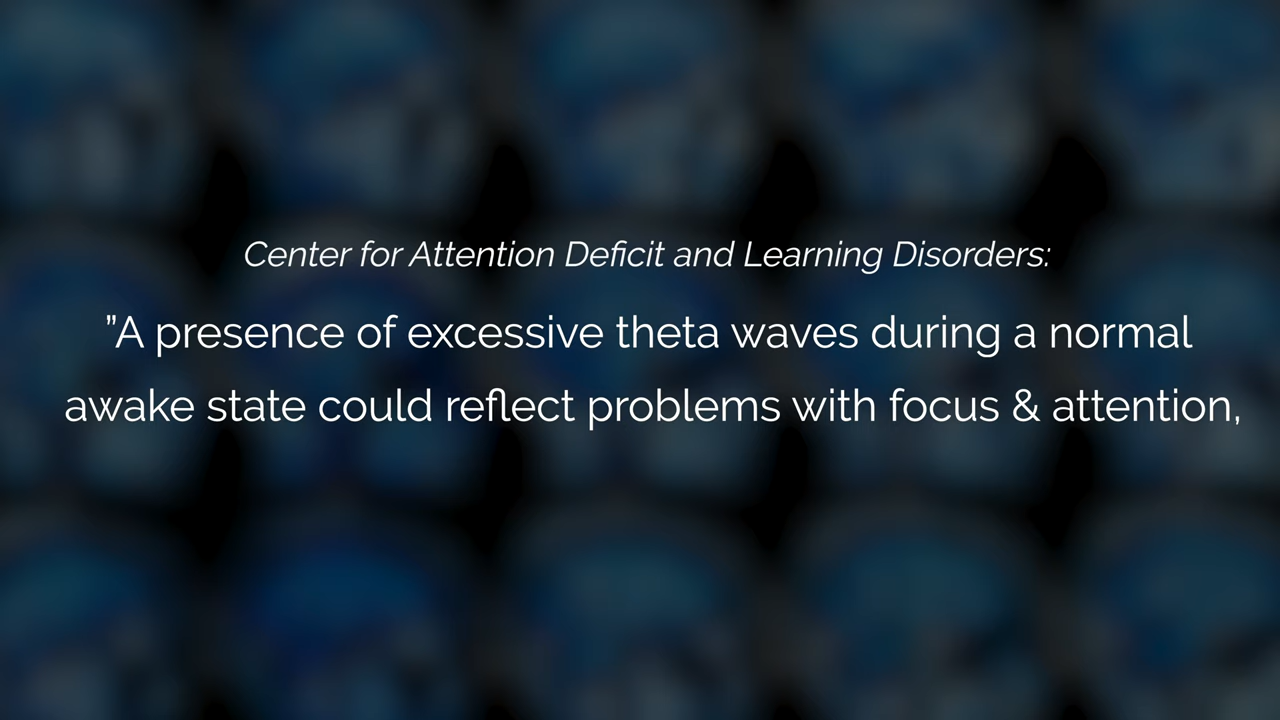 Center for Attention Deficit and Learning Disorders:
”A presence of excessive theta waves during a normal
awake state could reflect problems with focus & attention,